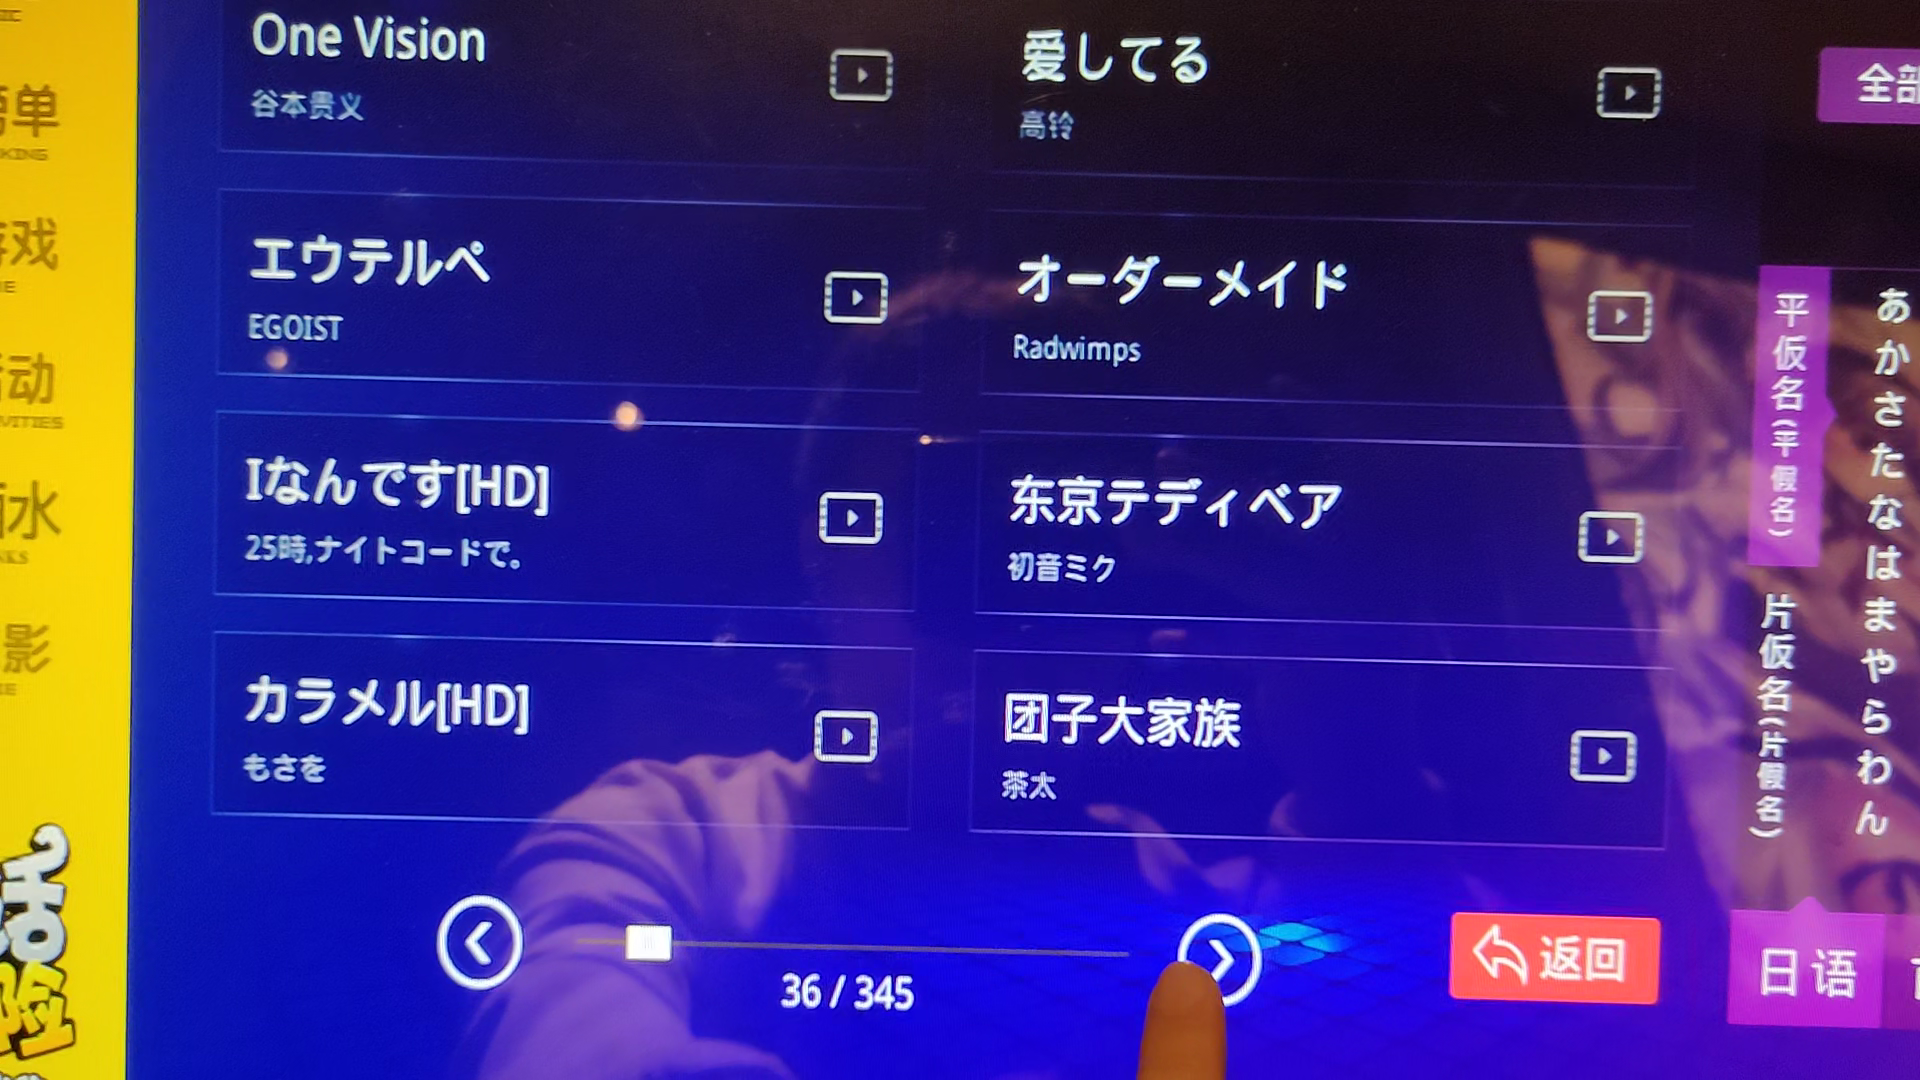 One Vision
谷本贵义
爱してる
高铃
エウテルペ
EGOIST
オーダーメイド
Radwimps
Iなんです[HD]
25時,ナイトコードで。
东京テディベア
初音ミク
カラメル[HD]
もさを
团子大家族
茶太
36 / 345
返回
单
KING
戏
动
VITIES
水
影
活
险
全部
平仮名(平假名)
片仮名(片假名)
あかさたなはまやらわん
日语